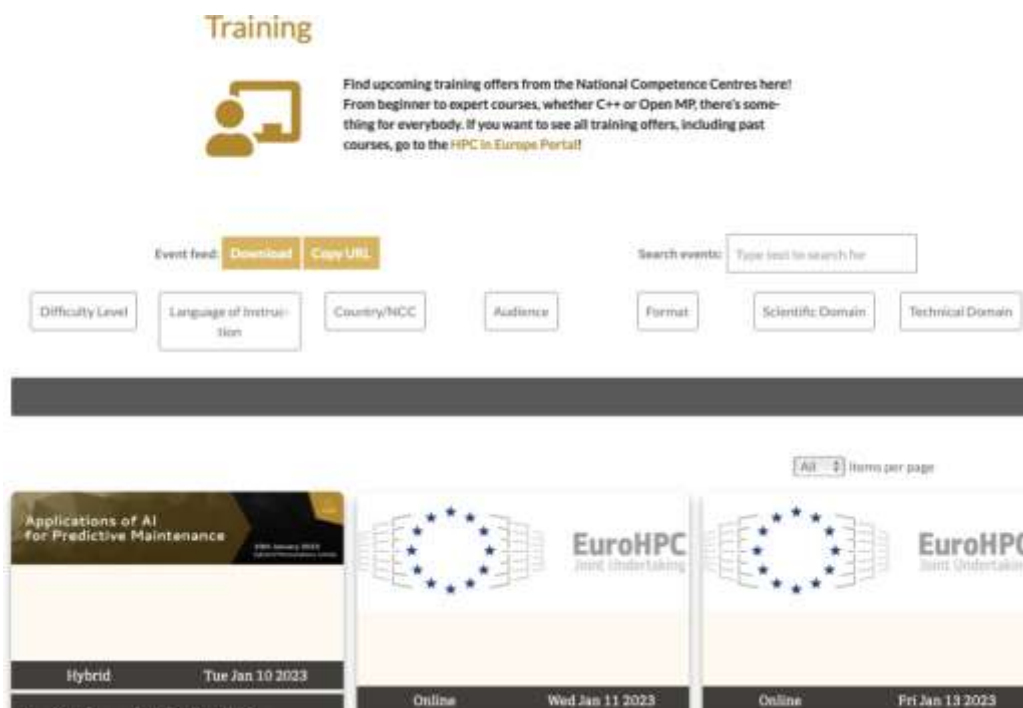 Training
Find upcoming training offers from the National Competence Centres here!
From beginner to expert courses, whether C++ or Open MP, there's some-
thing for everybody. If you want to see all training offers, including past
courses, go to the HPC in Europe Portal!
Event feed: Download Copy URL
Search events: Type text to search her
Difficulty Level
Language of Instruc-
tion
Country/NCC
Audience
Format
Scientific Domain
Technical Domain
All items per page
Applications of AI
for Predictive Maintenance
EuroHPC
Joint Undertaking
EuroHPC
Joint Undertaking
Hybrid Tue Jan 10 2023
Online Wed Jan 11 2023
Online Fri Jan 13 2023